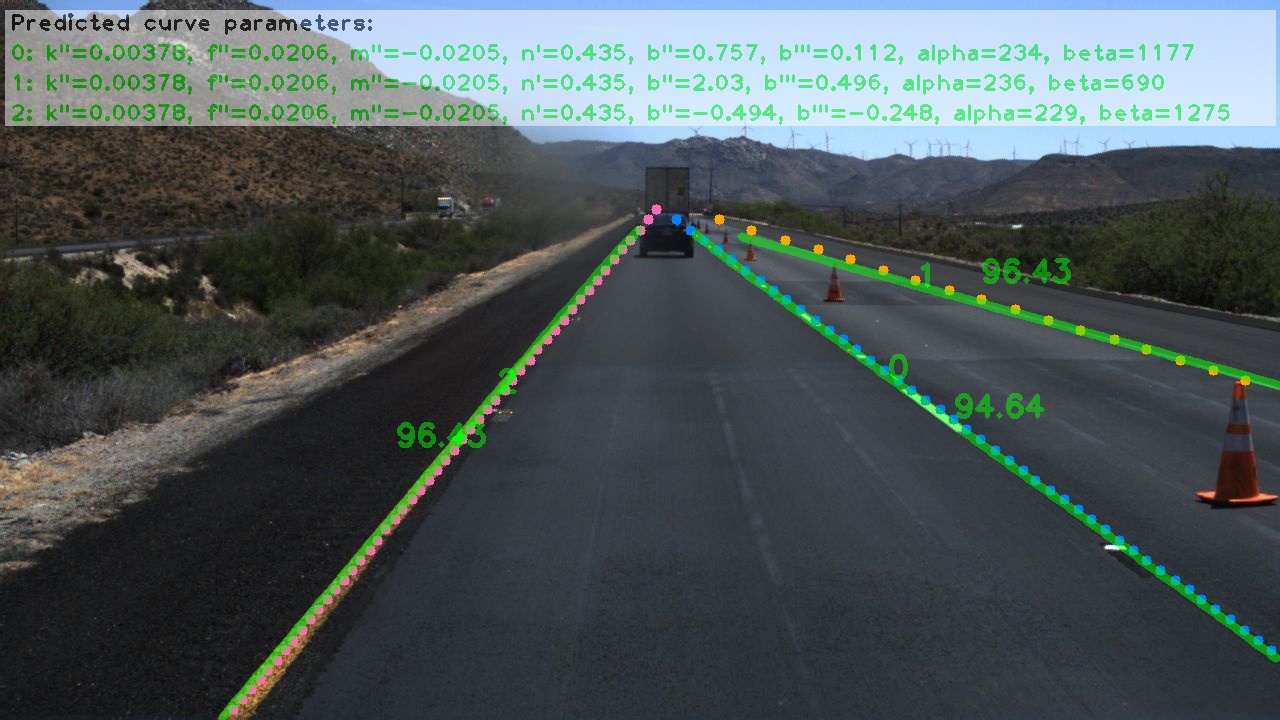 Predicted curve parameters:
0: k''=0.00378, f''=0.0206, m''=-0.0205, n'=0.435, b''=0.757, b'''=0.112, alpha=234, beta=1177
1: k''=0.00378, f''=0.0206, m''=-0.0205, n'=0.435, b''=2.03, b'''=0.496, alpha=236, beta=690
2: k''=0.00378, f''=0.0206, m''=-0.0205, n'=0.435, b''=-0.494, b'''=-0.248, alpha=229, beta=1275
1 96.43
0
2
94.64
96.43